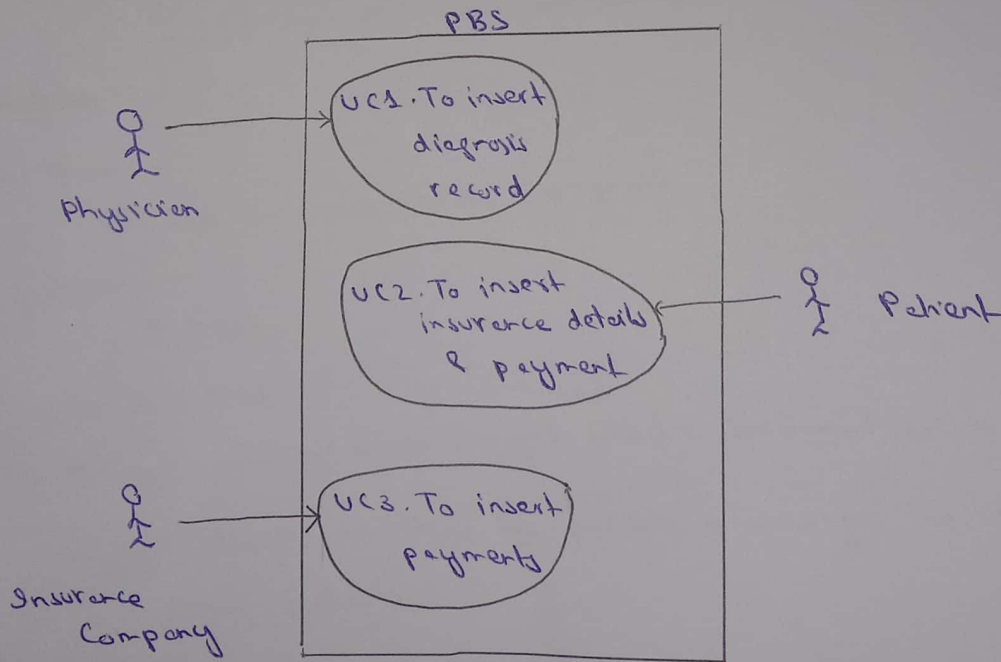 PBS
UC1. To insert
diagnosis
record
Physician
UC2. To insert
insurance details
& payment
Patient
UC3. To insert
payments
Insurance
Company